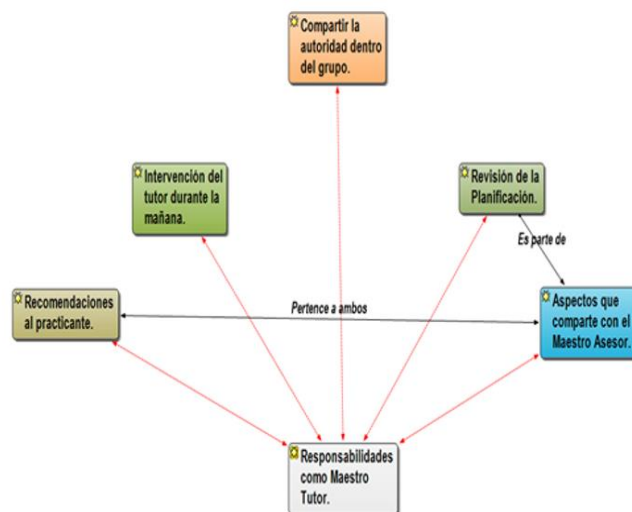 Compartir la
autoridad dentro
del grupo.
Intervención del
tutor durante la
mañana.
Revisión de la
Planificación.
Es parte de
Recomendaciones
al practicante.
Pertence a ambos
Aspectos que
comparte con el
Maestro Asesor.
Responsabilidades
como Maestro
Tutor.